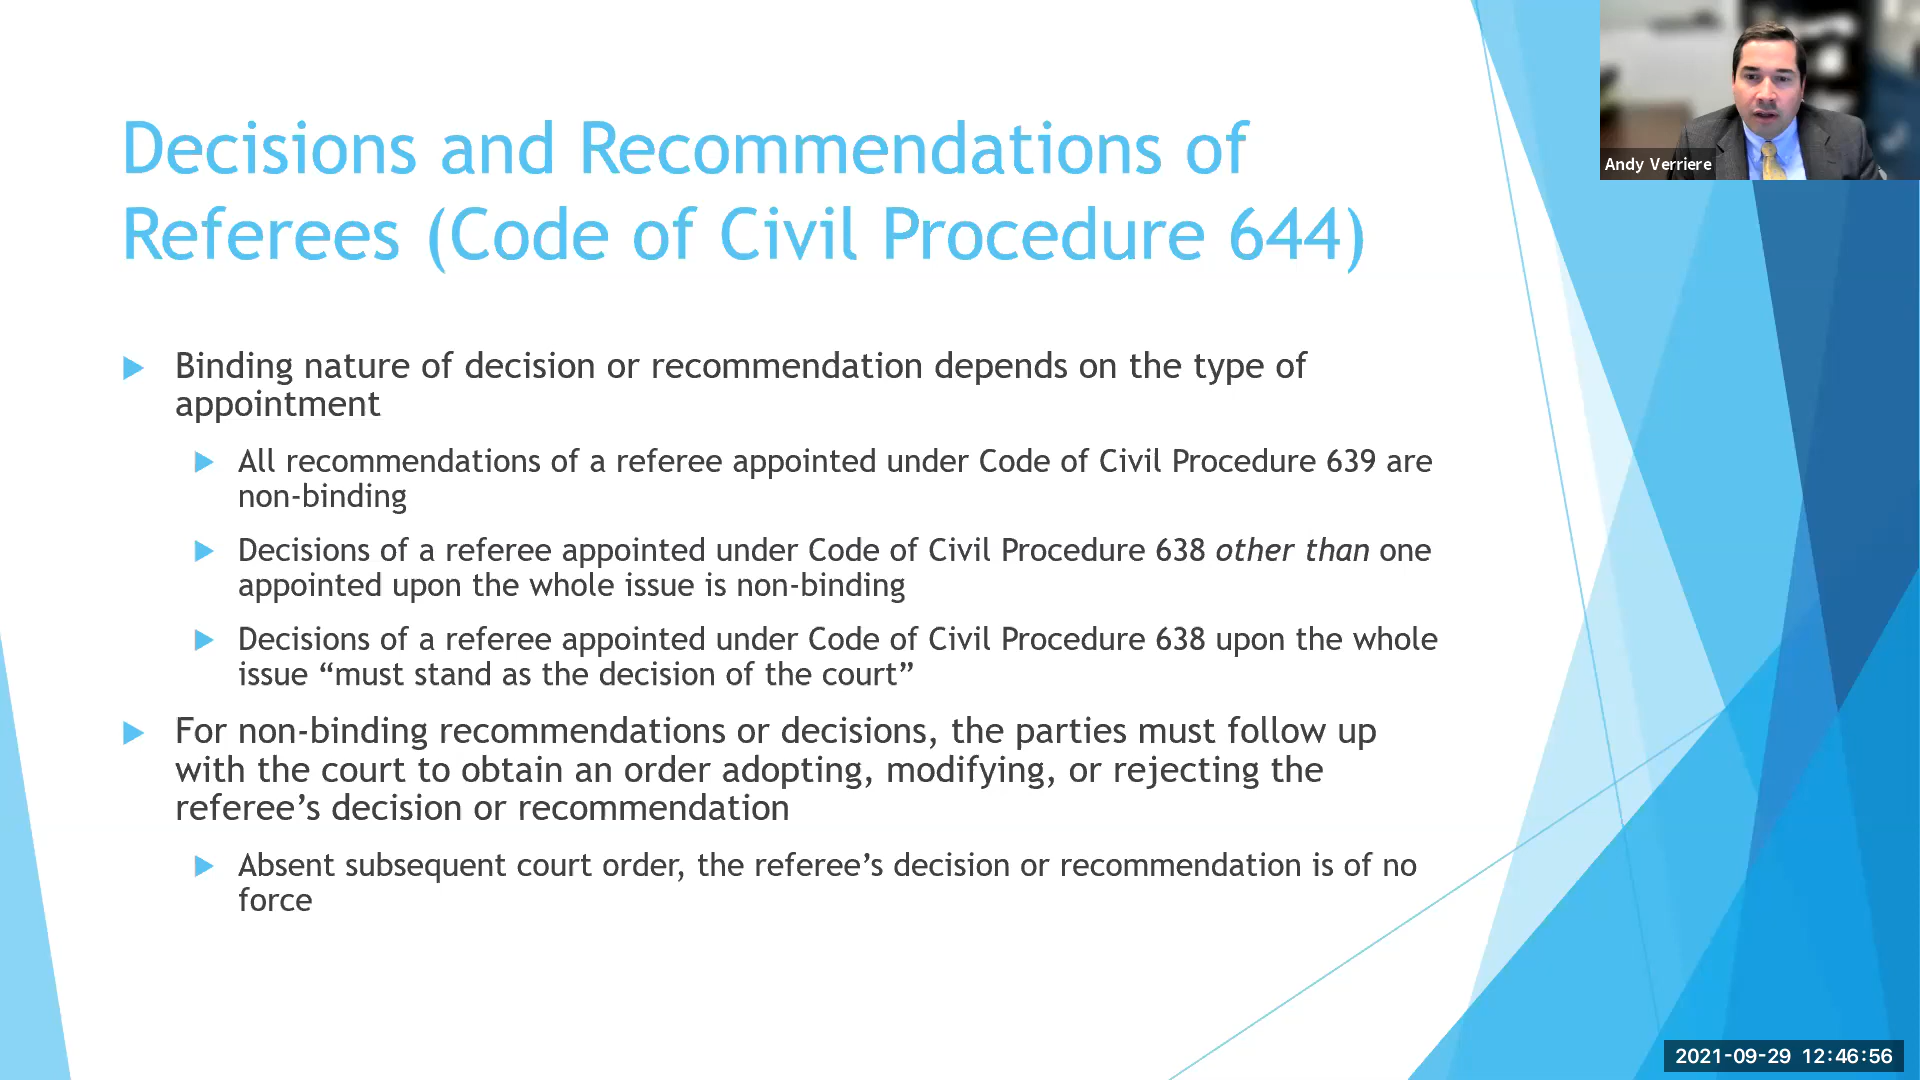 Decisions and Recommendations of
Referees (Code of Civil Procedure 644)
Binding nature of decision or recommendation depends on the type of
appointment
All recommendations of a referee appointed under Code of Civil Procedure 639 are
non-binding
Decisions of a referee appointed under Code of Civil Procedure 638 other than one
appointed upon the whole issue is non-binding
Decisions of a referee appointed under Code of Civil Procedure 638 upon the whole
issue “must stand as the decision of the court”
For non-binding recommendations or decisions, the parties must follow up
with the court to obtain an order adopting, modifying, or rejecting the
referee’s decision or recommendation
Absent subsequent court order, the referee’s decision or recommendation is of no
force
Andy Verriere
2021-09-29 12:46:56